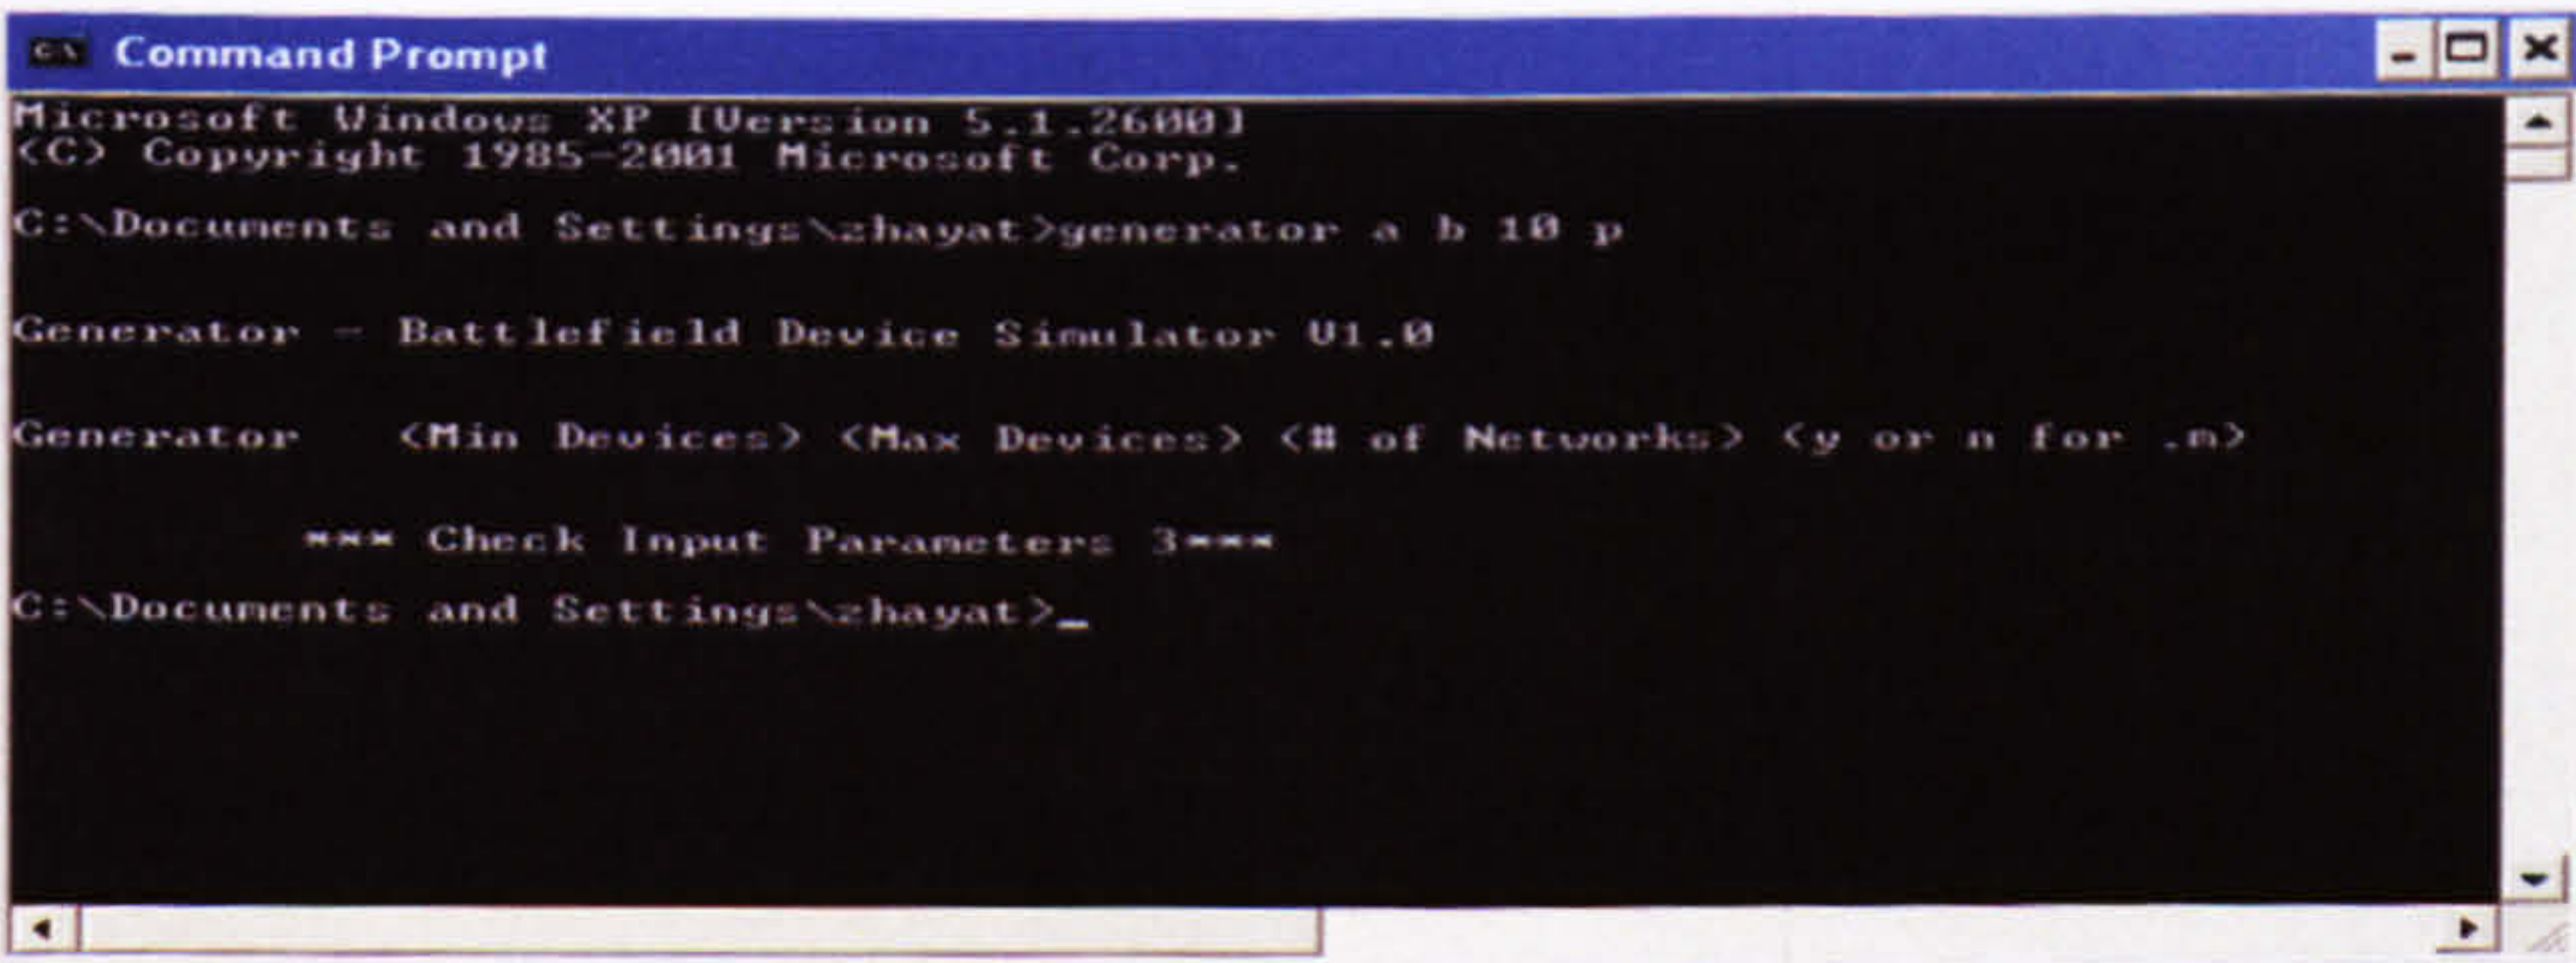 Command Prompt
Microsoft Windows XP [Version 5.1.2600]
(C) Copyright 1985-2001 Microsoft Corp.
C:\Documents and Settings\zhayat>generator a b 10 p
Generator - Battlefield Device Simulator V1.0
Generator   <Min Devices> <Max Devices> <# of Networks> <y or n for .m>
*** Check Input Parameters 3***
C:\Documents and Settings\zhayat>_